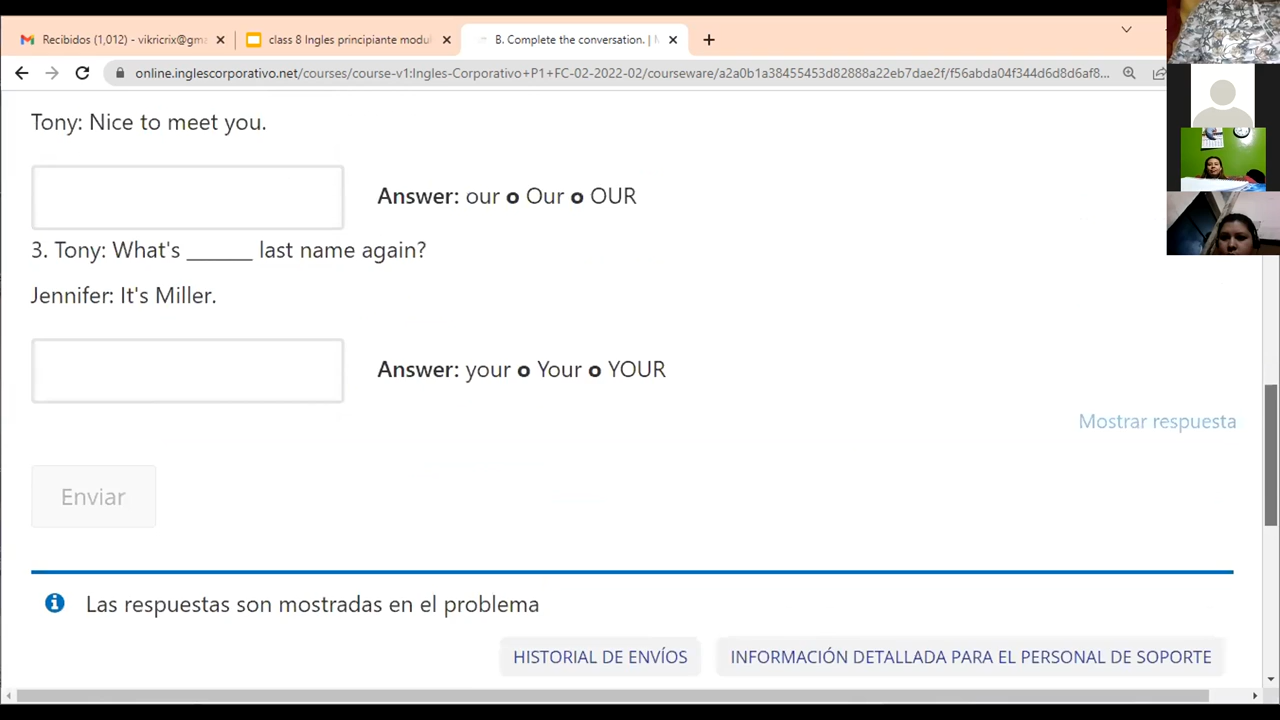 Recibidos (1,012) - vikricrix@gma
class 8 Ingles principiante modul
B. Complete the conversation. |
online.inglescorporativo.net/courses/course-v1:Ingles-Corporativo+P1+FC-02-2022-02/courseware/a2a0b1a38455453d82888a22eb7dae2f/f56abda04f344d6d8d6af8...
Tony: Nice to meet you.
Answer: our o Our o OUR
3. Tony: What's ______ last name again?
Jennifer: It's Miller.
Answer: your o Your o YOUR
Mostrar respuesta
Enviar
Las respuestas son mostradas en el problema
HISTORIAL DE ENVÍOS
INFORMACIÓN DETALLADA PARA EL PERSONAL DE SOPORTE